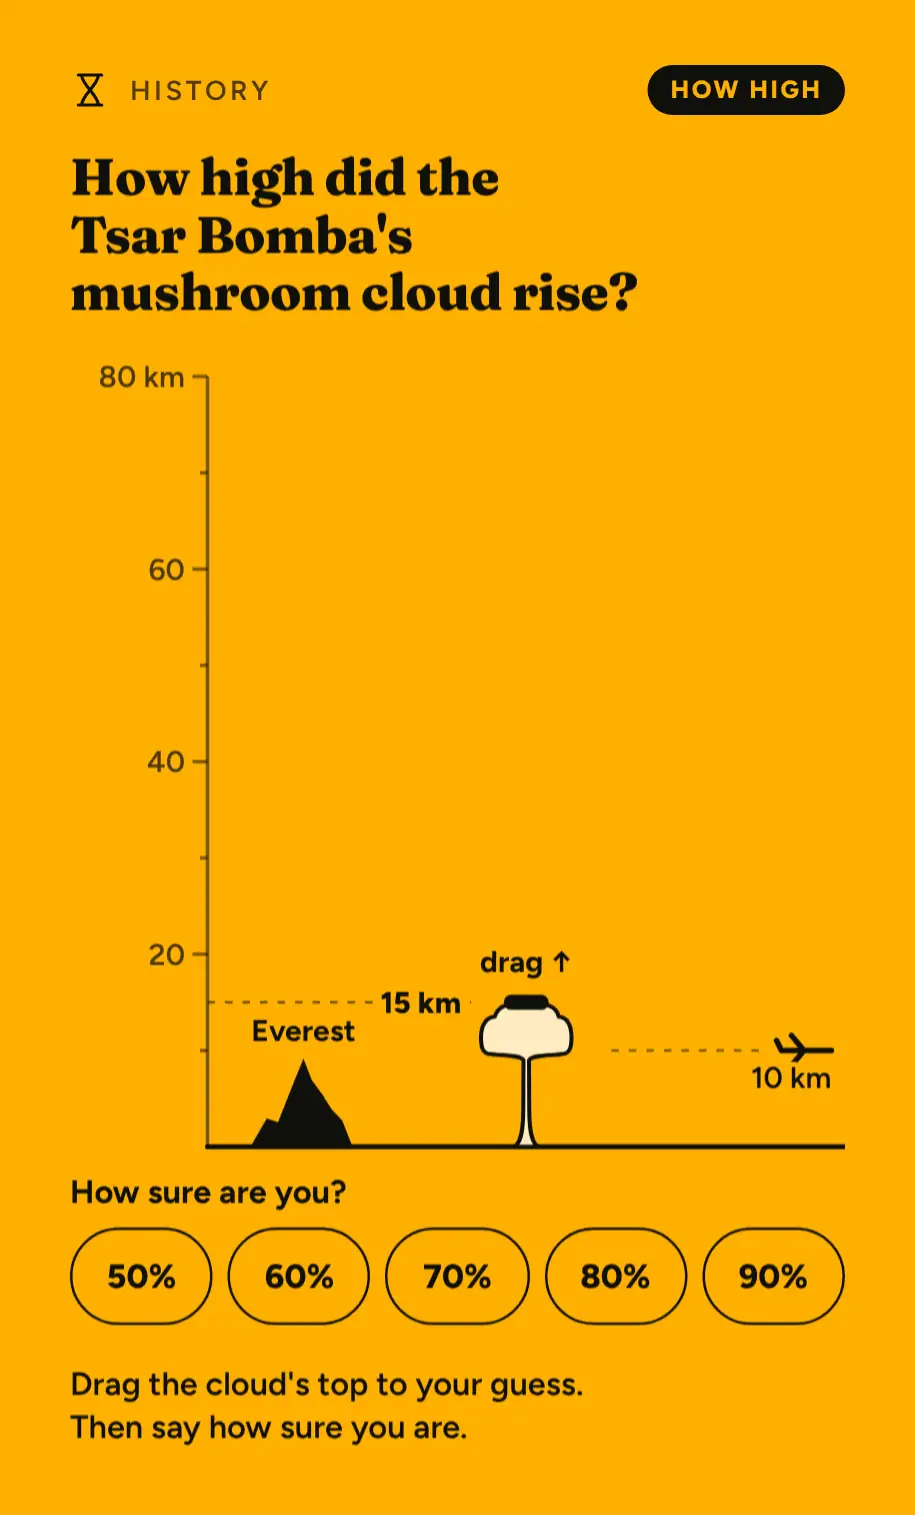 HISTORY
HOW HIGH
How high did the
Tsar Bomba's
mushroom cloud rise?
80 km
60
40
20
drag ↑
15 km
Everest
10 km
How sure are you?
50%
60%
70%
80%
90%
Drag the cloud's top to your guess.
Then say how sure you are.